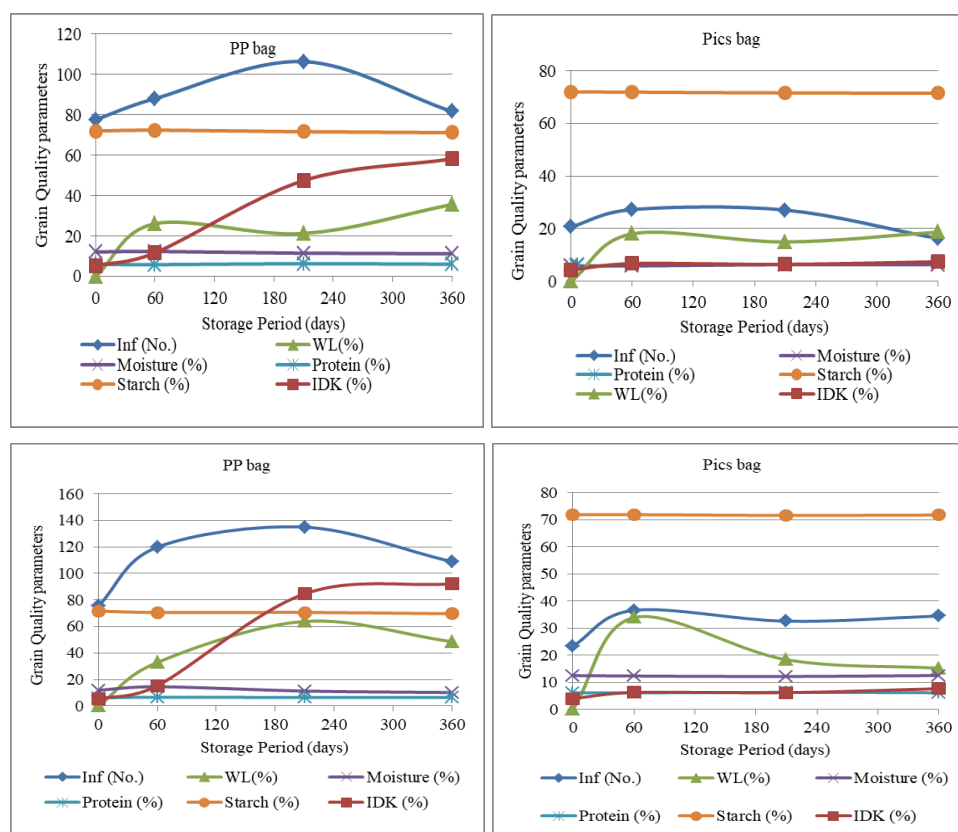 PP bag
120
100
80
60
40
20
0
Grain Quality parameters
0 60 120 180 240 300 360
Storage Period (days)
Inf (No.) WL(%)
Moisture (%) Protein (%)
Starch (%) IDK (%)
Pics bag
80
60
40
20
0
Grain Quality parameters
0 60 120 180 240 300 360
Storage Period (days)
Inf (No.) Moisture (%)
Protein (%) Starch (%)
WL(%) IDK (%)
PP bag
160
140
120
100
80
60
40
20
0
Grain Quality parameters
0 60 120 180 240 300 360
Storage Period (days)
Inf (No.) WL(%) Moisture (%)
Protein (%) Starch (%) IDK (%)
Pics bag
80
70
60
50
40
30
20
10
0
Grain Quality parameters
0 60 120 180 240 300 360
Storage Period (days)
Inf (No.) WL(%) Moisture (%)
Protein (%) Starch (%) IDK (%)